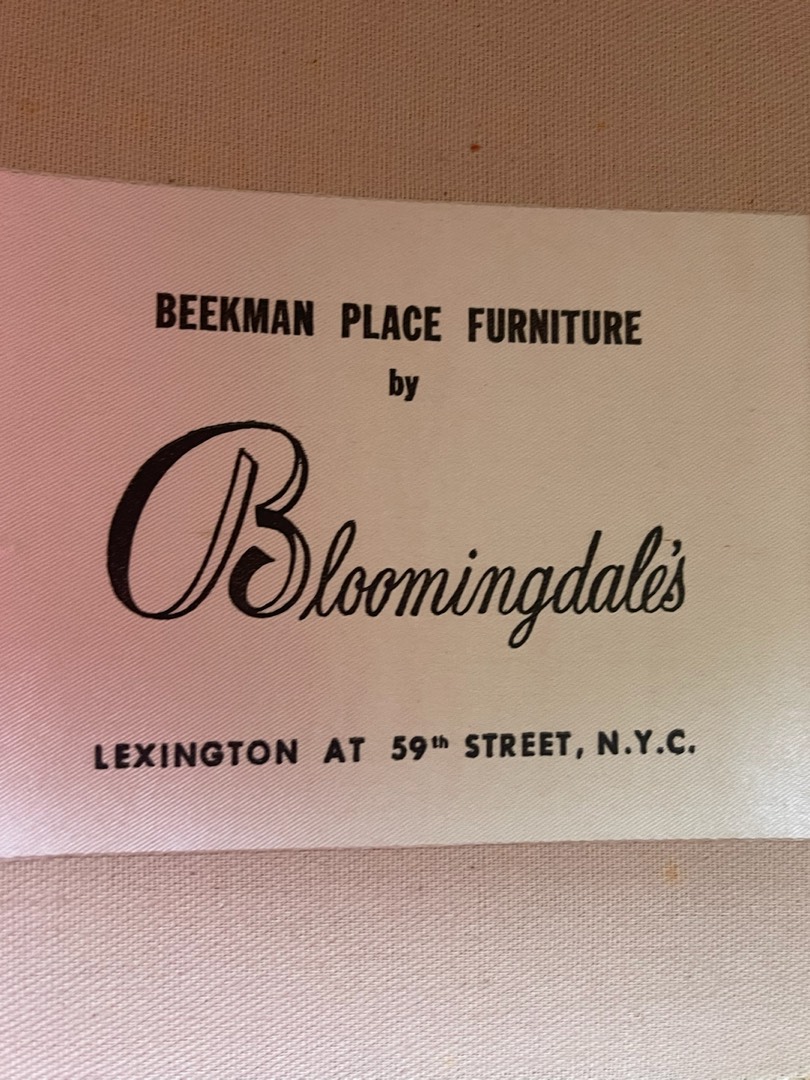 BEEKMAN PLACE FURNITURE
by
Bloomingdale's
LEXINGTON AT 59th STREET, N.Y.C.